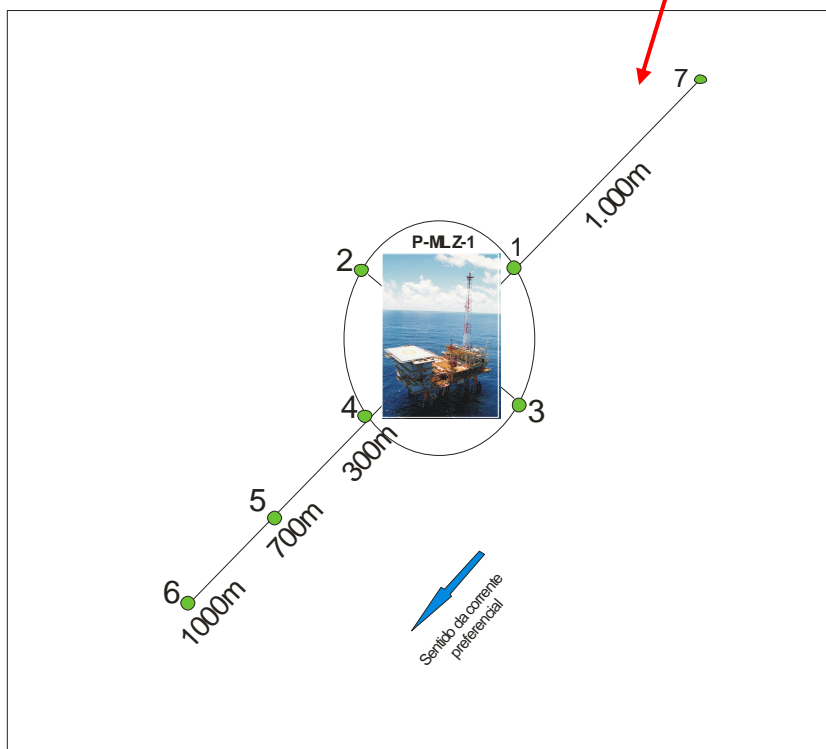 7
1.000m
P-MLZ-1
1
2
4
3
300m
5
700m
6
1000m
Sentido da corrente
preferencial